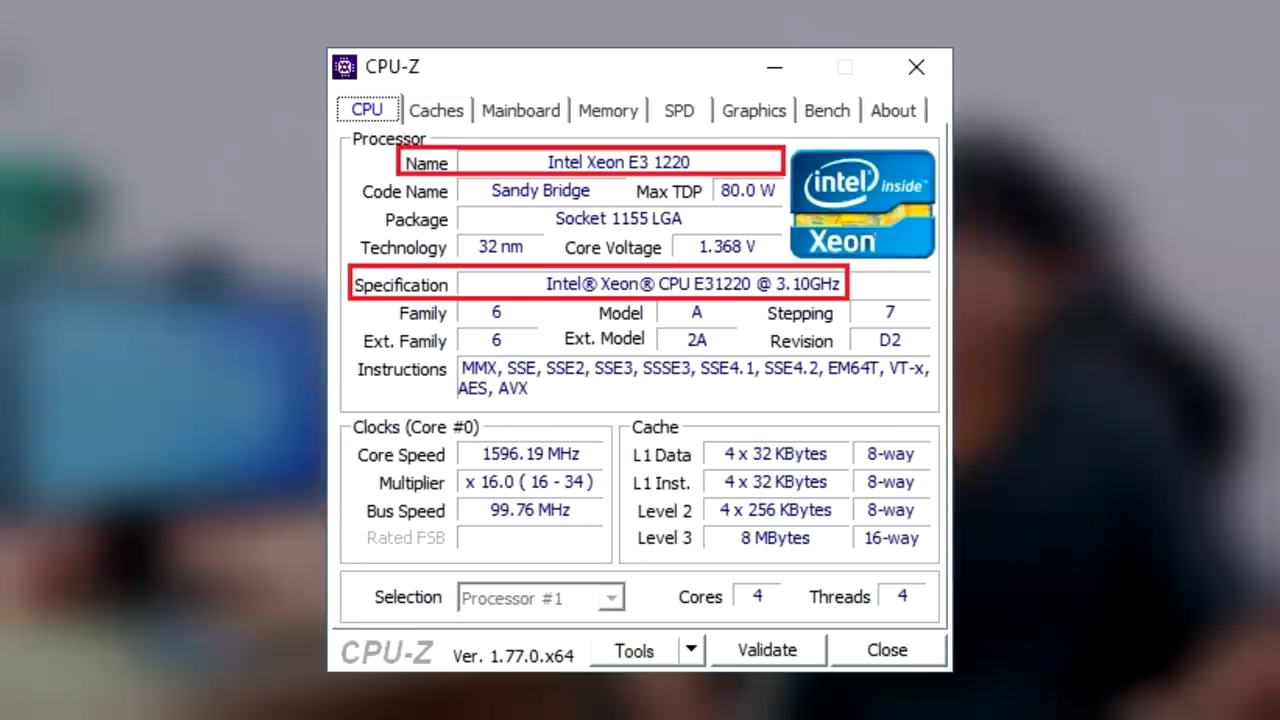 CPU-Z
CPU Caches Mainboard Memory SPD Graphics Bench About
Processor
Name Intel Xeon E3 1220
Code Name Sandy Bridge Max TDP 80.0 W
Package Socket 1155 LGA
Technology 32 nm Core Voltage 1.368 V
intel inside™
Xeon
Specification Intel® Xeon® CPU E31220 @ 3.10GHz
Family 6 Model A Stepping 7
Ext. Family 6 Ext. Model 2A Revision D2
Instructions MMX, SSE, SSE2, SSE3, SSSE3, SSE4.1, SSE4.2, EM64T, VT-x,
AES, AVX
Clocks (Core #0)
Core Speed 1596.19 MHz
Multiplier x 16.0 ( 16 - 34 )
Bus Speed 99.76 MHz
Rated FSB
Cache
L1 Data 4 x 32 KBytes 8-way
L1 Inst. 4 x 32 KBytes 8-way
Level 2 4 x 256 KBytes 8-way
Level 3 8 MBytes 16-way
Selection Processor #1 Cores 4 Threads 4
CPU-Z Ver. 1.77.0.x64 Tools Validate Close